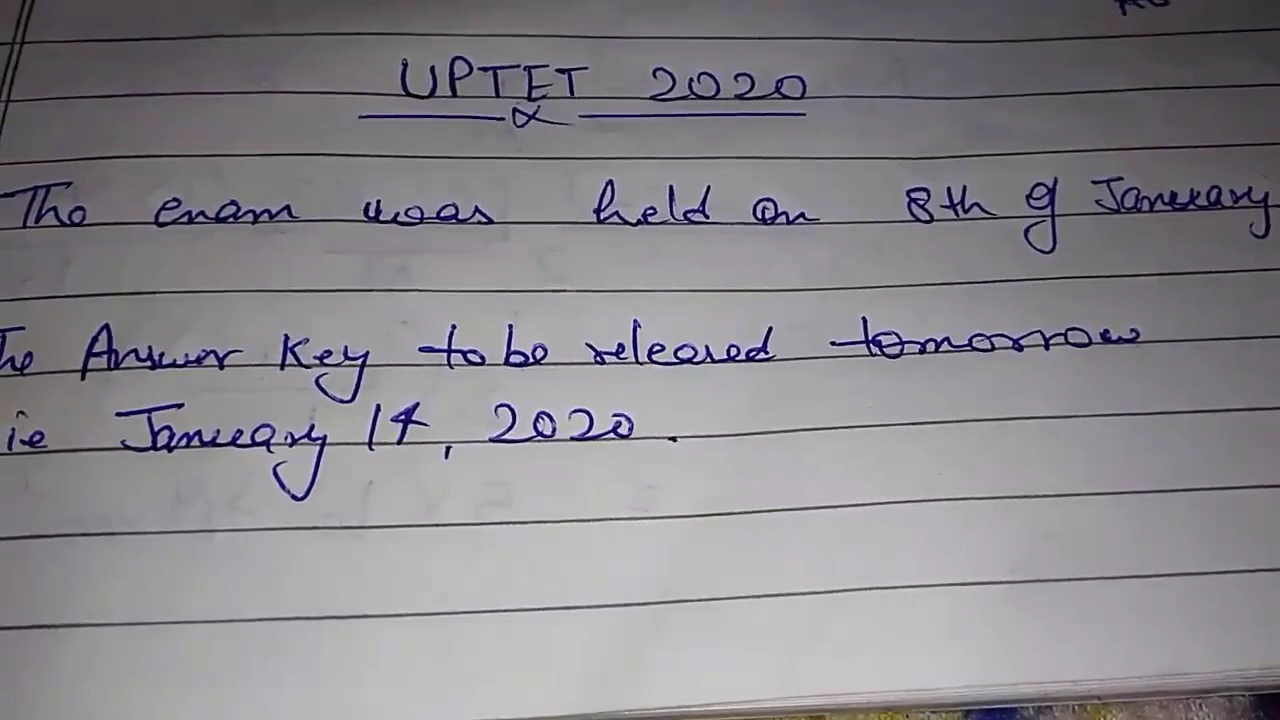 UPTET 2020
The exam was held on 8th of January
The Answer Key to be released tomorrow
ie January 14, 2020.